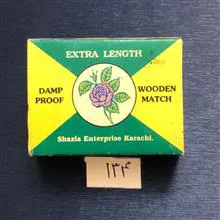 EXTRA LENGTH
DAMP PROOF
WOODEN MATCH
Shazia Enterprise Karachi.
۱۳۴